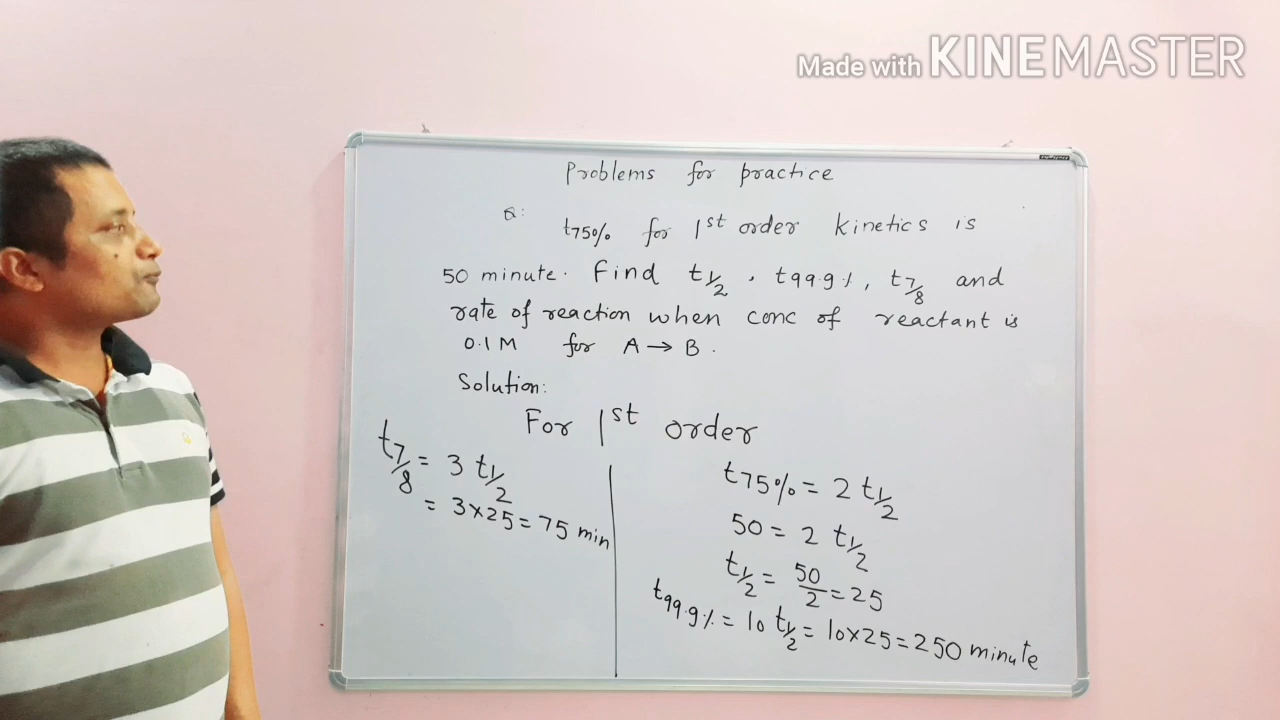 Made with KINEMASTER
Problems for practice
Q:
t75% for 1st order kinetics is
50 minute. Find t1/2, t99.9%, t7/8 and
rate of reaction when conc of reactant is
0.1 M for A → B.
Solution:
For 1st order
t7/8 = 3 t1/2
= 3×25 = 75 min
t75% = 2 t1/2
50 = 2 t1/2
t1/2 = 50/2 = 25
t99.9% = 10 t1/2 = 10×25 = 250 minute